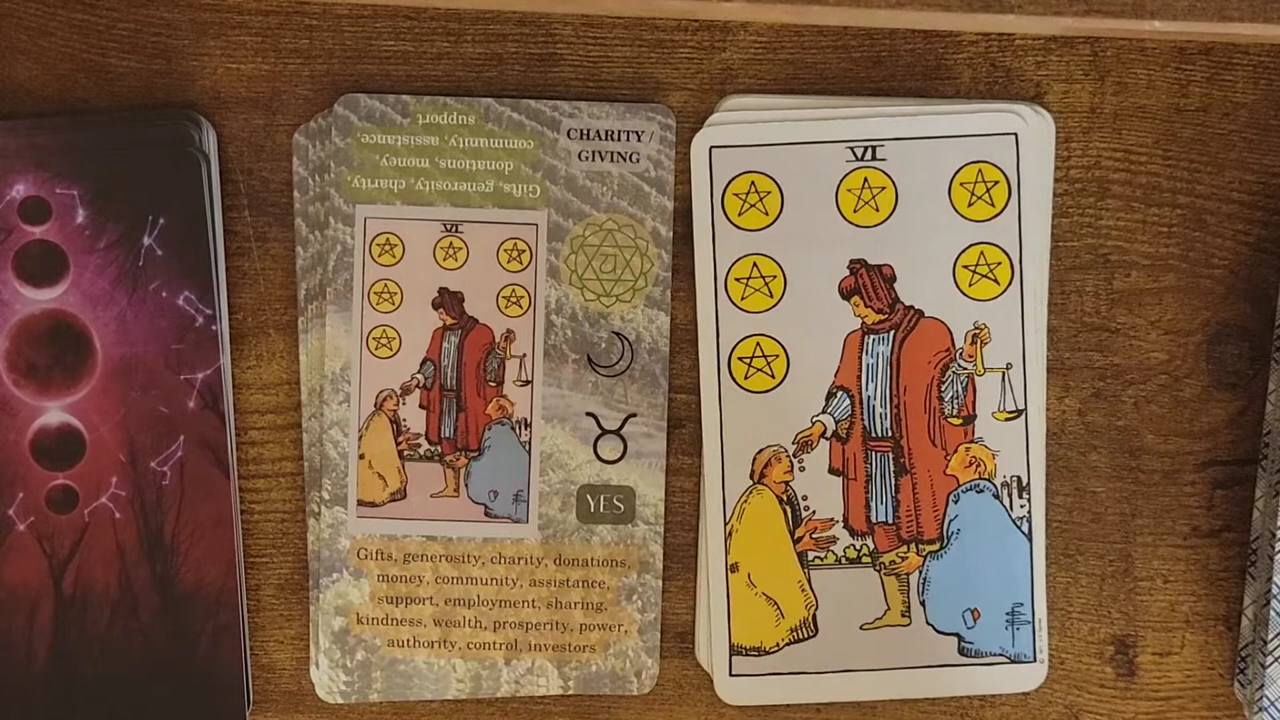 Gifts, generosity, charity,
donations, money,
community, assistance,
support
CHARITY /
GIVING
VI
यं
YES
Gifts, generosity, charity, donations,
money, community, assistance,
support, employment, sharing,
kindness, wealth, prosperity, power,
authority, control, investors
VI